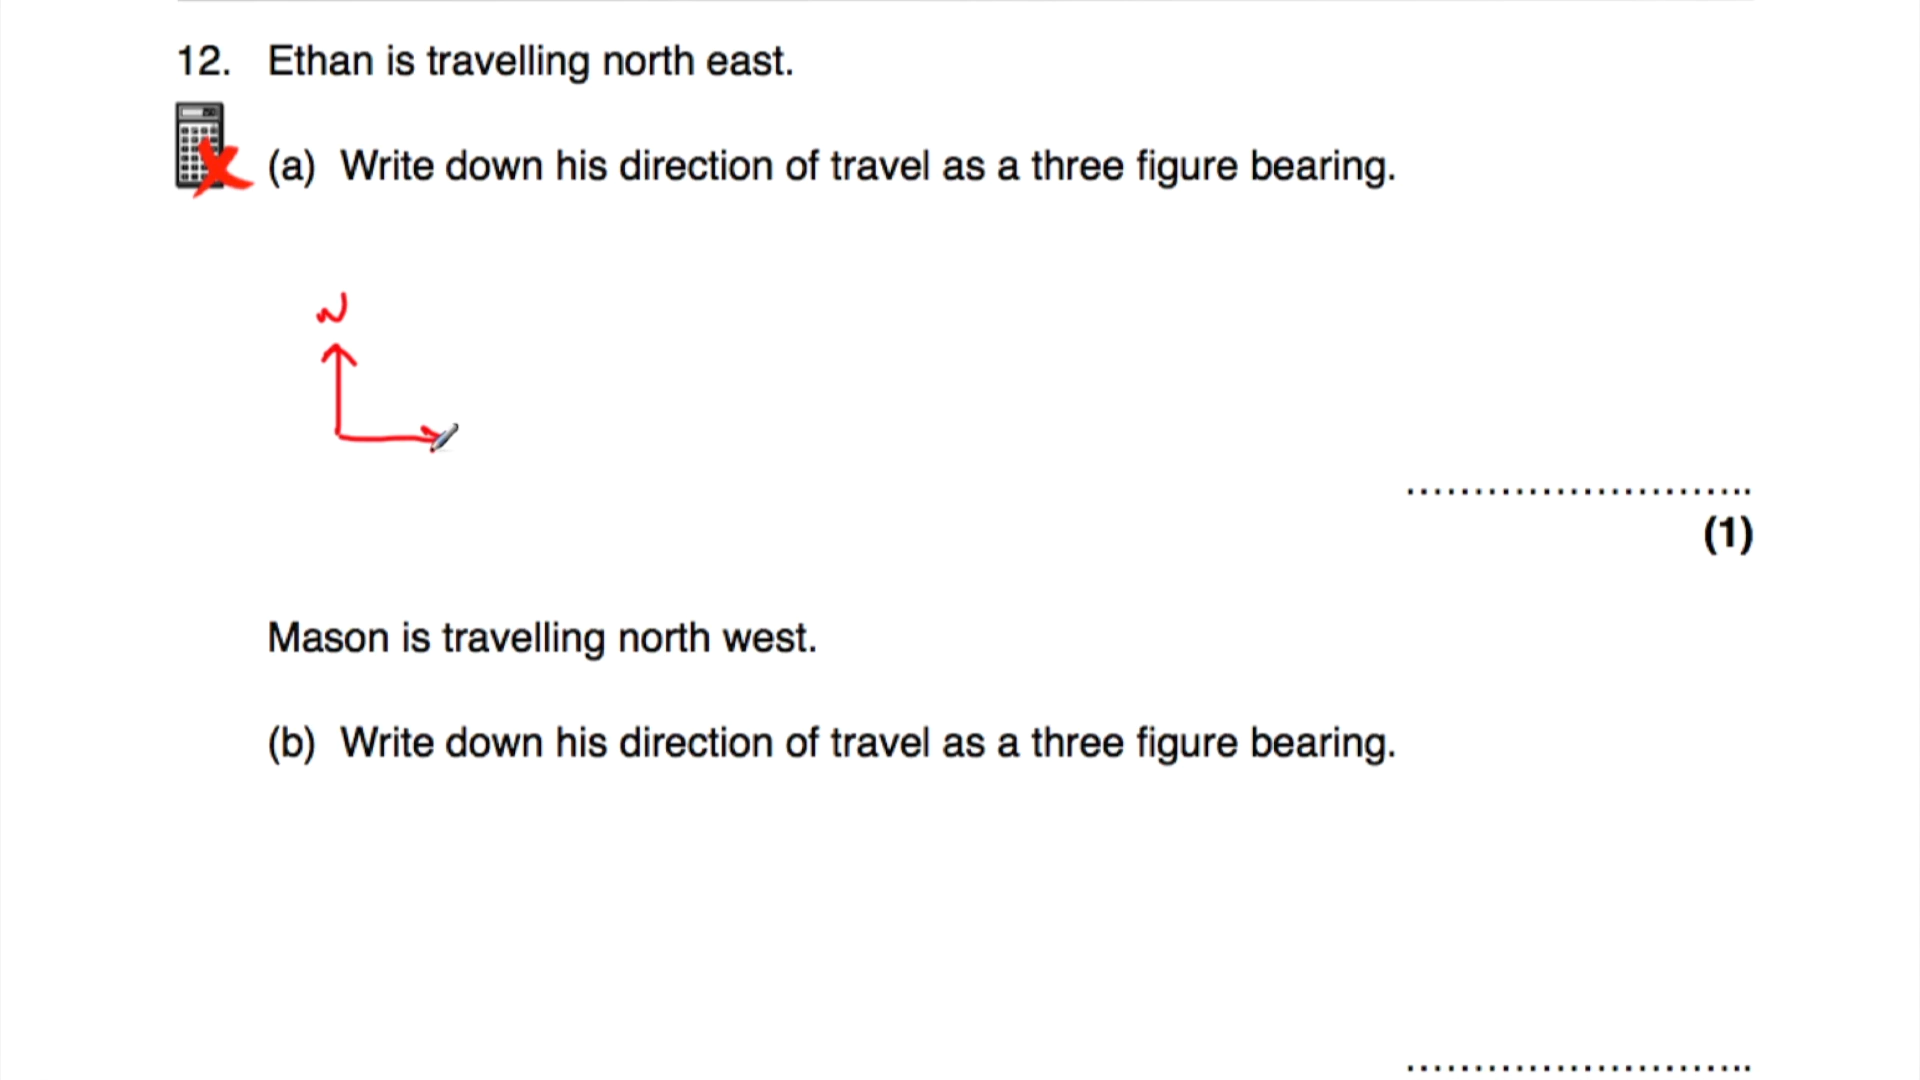 12. Ethan is travelling north east.
(a) Write down his direction of travel as a three figure bearing.
N
..........................
(1)
Mason is travelling north west.
(b) Write down his direction of travel as a three figure bearing.
..........................